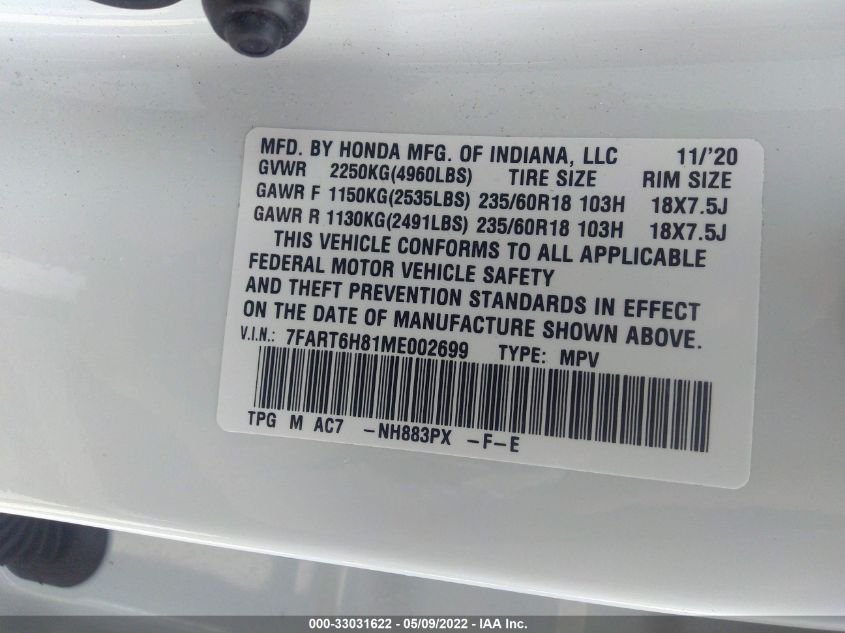 MFD. BY HONDA MFG. OF INDIANA, LLC 11/'20
GVWR 2250KG(4960LBS) TIRE SIZE RIM SIZE
GAWR F 1150KG(2535LBS) 235/60R18 103H 18X7.5J
GAWR R 1130KG(2491LBS) 235/60R18 103H 18X7.5J
THIS VEHICLE CONFORMS TO ALL APPLICABLE
FEDERAL MOTOR VEHICLE SAFETY
AND THEFT PREVENTION STANDARDS IN EFFECT
ON THE DATE OF MANUFACTURE SHOWN ABOVE.
V.I.N.: 7FART6H81ME002699 TYPE: MPV
TPG M AC7 -NH883PX -F-E
000-33031622 - 05/09/2022 - IAA Inc.